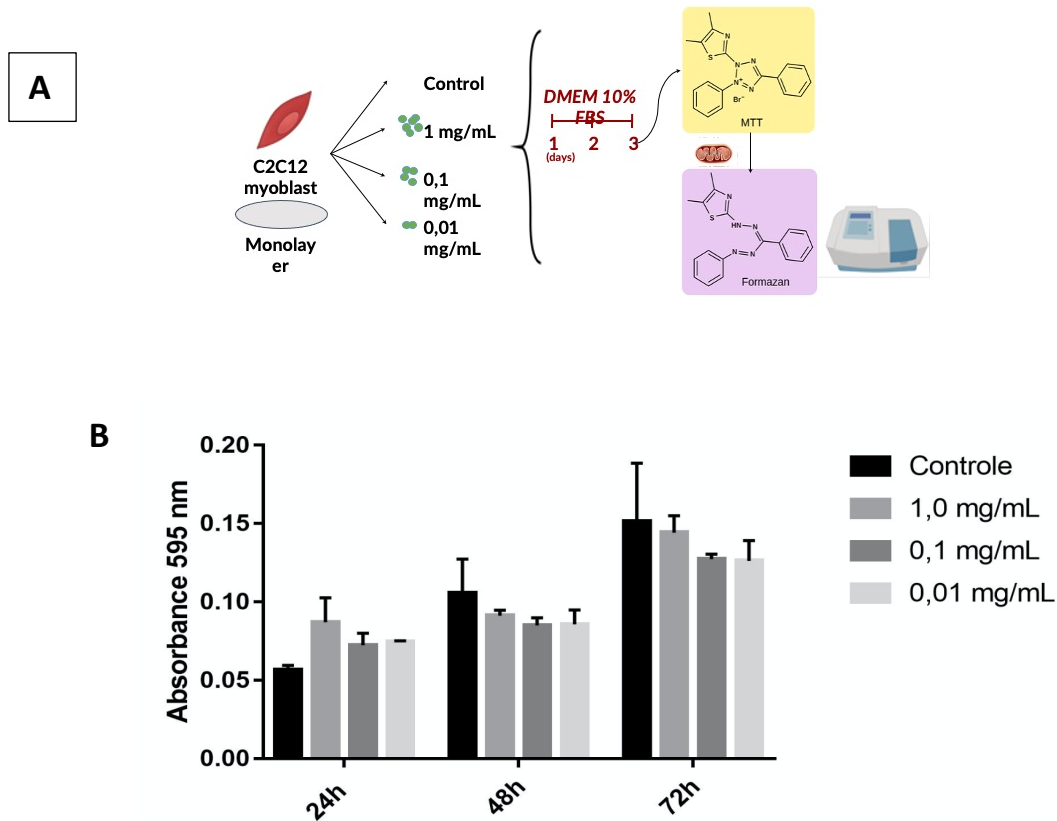 A
C2C12
myoblast
Monolay
er
Control
1 mg/mL
0,1
mg/mL
0,01
mg/mL
DMEM 10%
FBS
1 2 3
(days)
S
N
N
N
N+
N
Br-
MTT
S
N
HN
N
N
N
Formazan
B
Absorbance 595 nm
0.20
0.15
0.10
0.05
0.00
24h
48h
72h
Controle
1,0 mg/mL
0,1 mg/mL
0,01 mg/mL